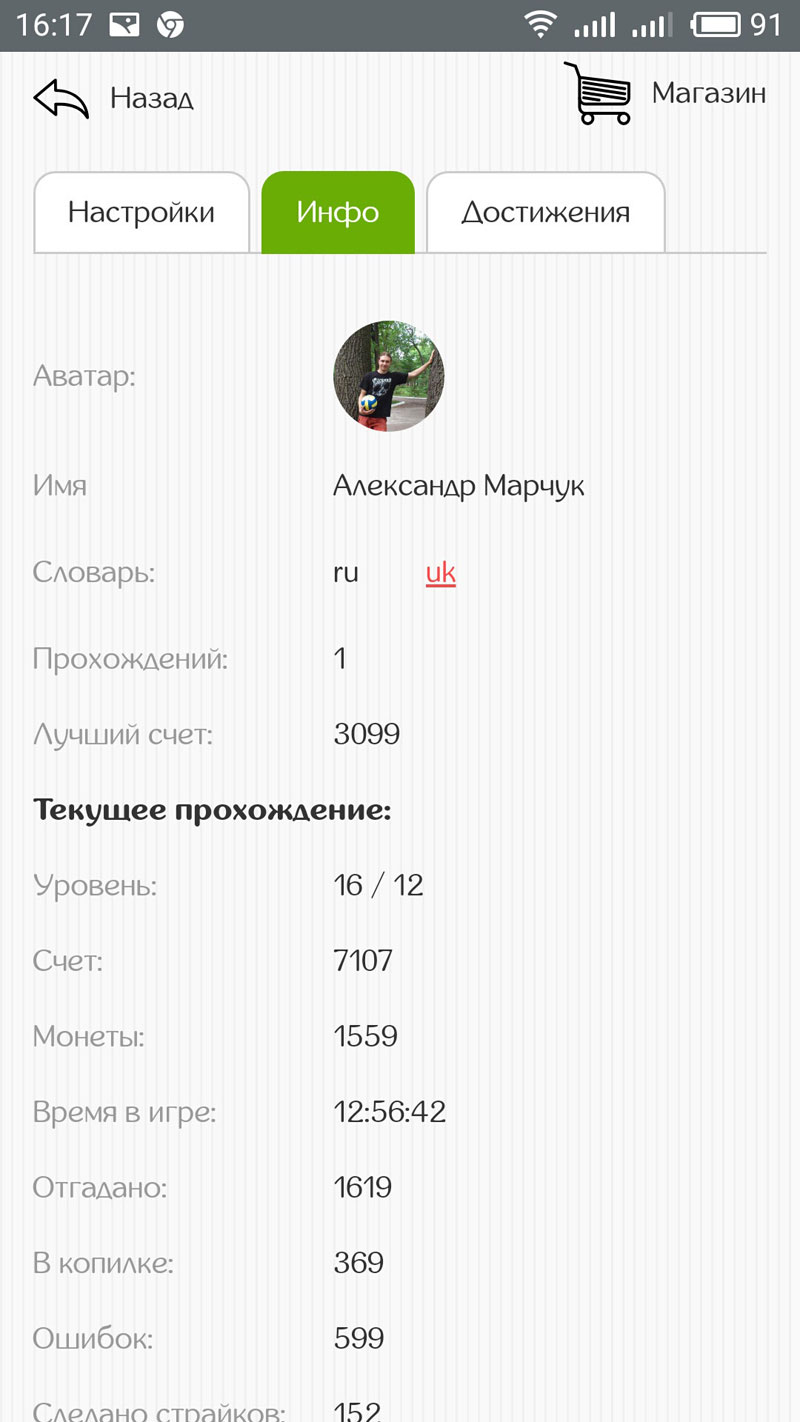 16:17 91
Назад Магазин
Настройки Инфо Достижения
Аватар:
Имя Александр Марчук
Словарь: ru uk
Прохождений: 1
Лучший счет: 3099
Текущее прохождение:
Уровень: 16 / 12
Счет: 7107
Монеты: 1559
Время в игре: 12:56:42
Отгадано: 1619
В копилке: 369
Ошибок: 599
Сделано страйков: 152